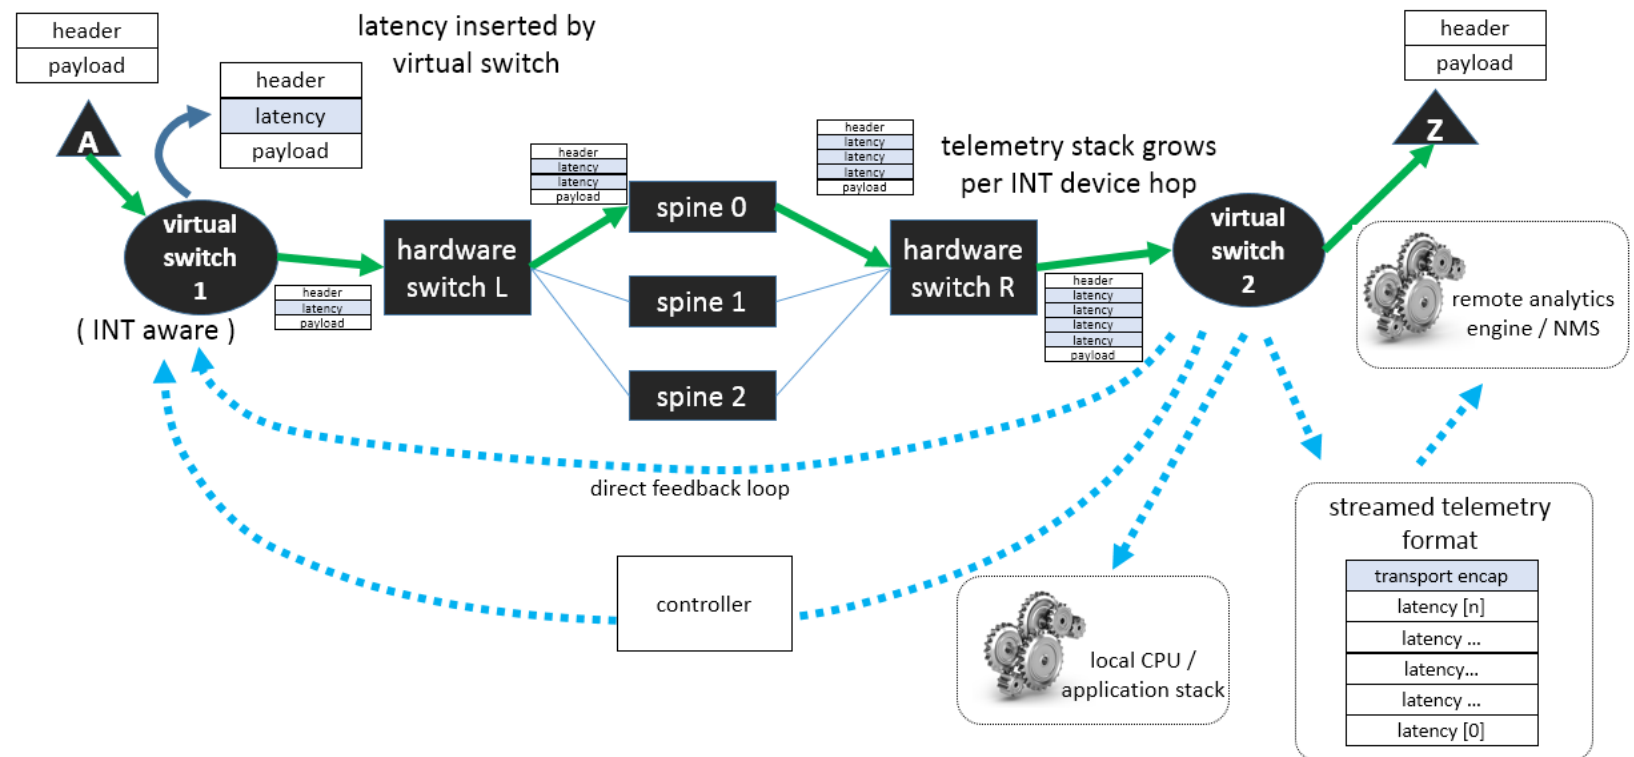 header
payload
A
latency inserted by
virtual switch
header
latency
payload
virtual
switch
1
( INT aware )
header
latency
payload
hardware
switch L
header
latency
latency
payload
spine 0
spine 1
spine 2
header
latency
latency
latency
payload
telemetry stack grows
per INT device hop
hardware
switch R
header
latency
latency
latency
latency
payload
virtual
switch
2
header
payload
Z
remote analytics
engine / NMS
direct feedback loop
controller
local CPU /
application stack
streamed telemetry
format
transport encap
latency [n]
latency ...
latency...
latency ...
latency [0]